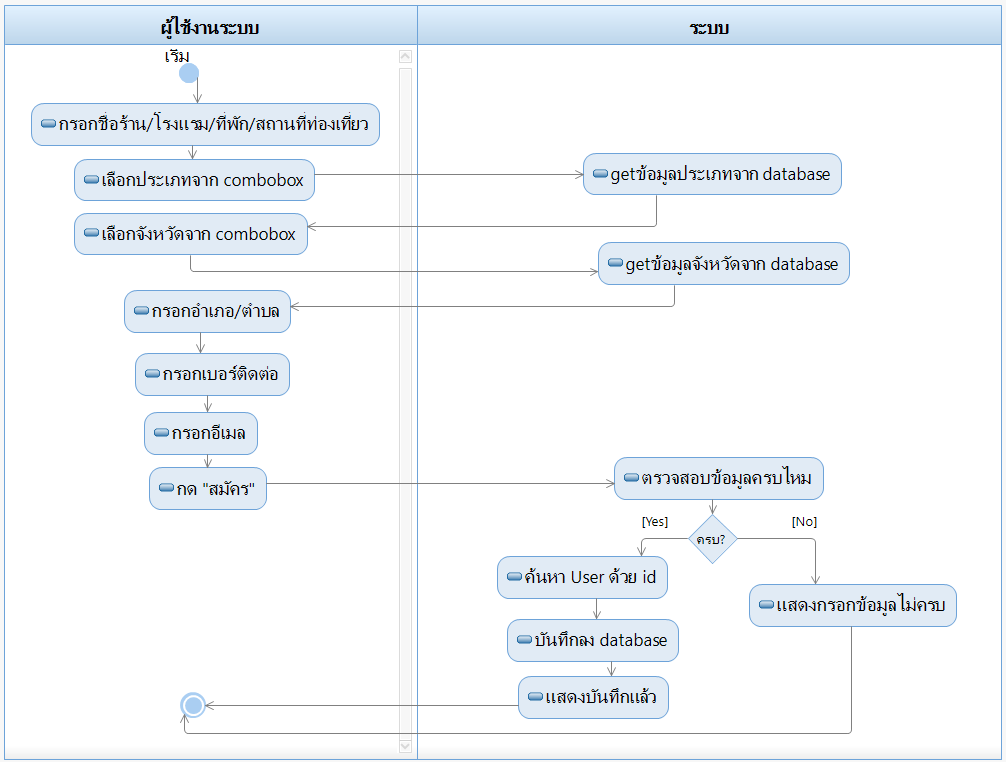 ผู้ใช้งานระบบ
ระบบ
เริ่ม
กรอกชื่อร้าน/โรงแรม/ที่พัก/สถานที่ท่องเที่ยว
เลือกประเภทจาก combobox
getข้อมูลประเภทจาก database
เลือกจังหวัดจาก combobox
getข้อมูลจังหวัดจาก database
กรอกอำเภอ/ตำบล
กรอกเบอร์ติดต่อ
กรอกอีเมล
กด "สมัคร"
ตรวจสอบข้อมูลครบไหม
[Yes]
[No]
ครบ?
ค้นหา User ด้วย id
แสดงกรอกข้อมูลไม่ครบ
บันทึกลง database
แสดงบันทึกแล้ว